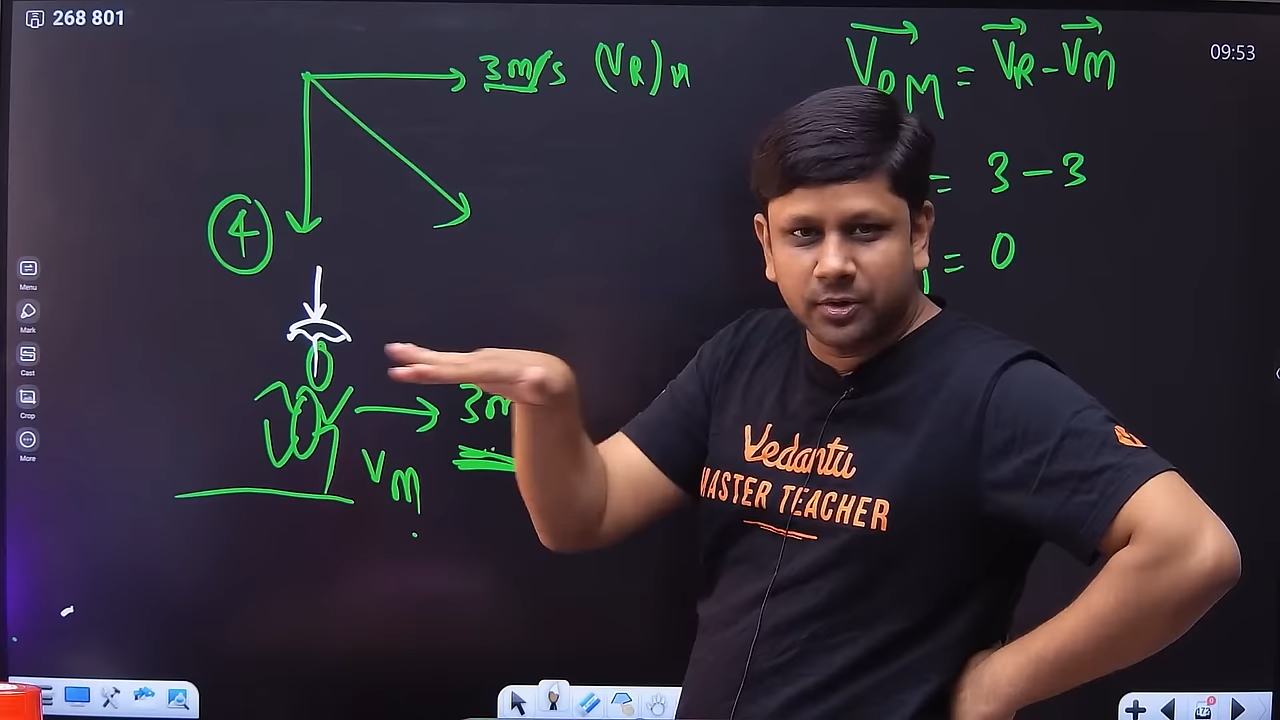 268 801
09:53
3m/s (VR)x
VRM = VR - VM
= 3 - 3
= 0
4
3m
VM
Menu
Mark
Cast
Crop
More
Vedantu
MASTER TEACHER